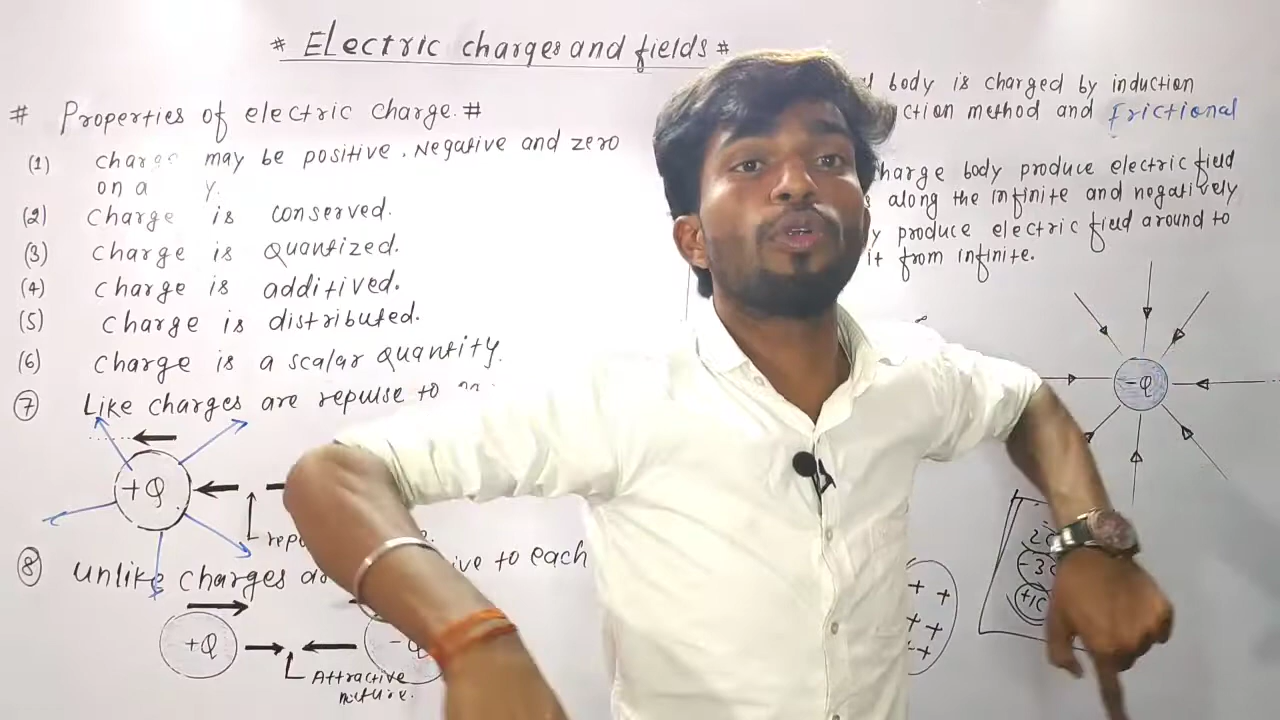 * Electric charges and fields *
# Properties of electric charge. #
(1) charge may be positive, Negative and zero
on a y.
(2) charge is conserved.
(3) charge is Quantized.
(4) charge is additived.
(5) charge is distributed.
(6) charge is a scalar Quantity.
(7) Like charges are repulse to
+Q
(8) unlike charges to each
+Q
- Q
Attractive
body is charged by induction
ction method and frictional
harge body produce electric field
along the infinite and negatively
y produce electric field around to
it from infinite.
-Q
+ +
+ +
+